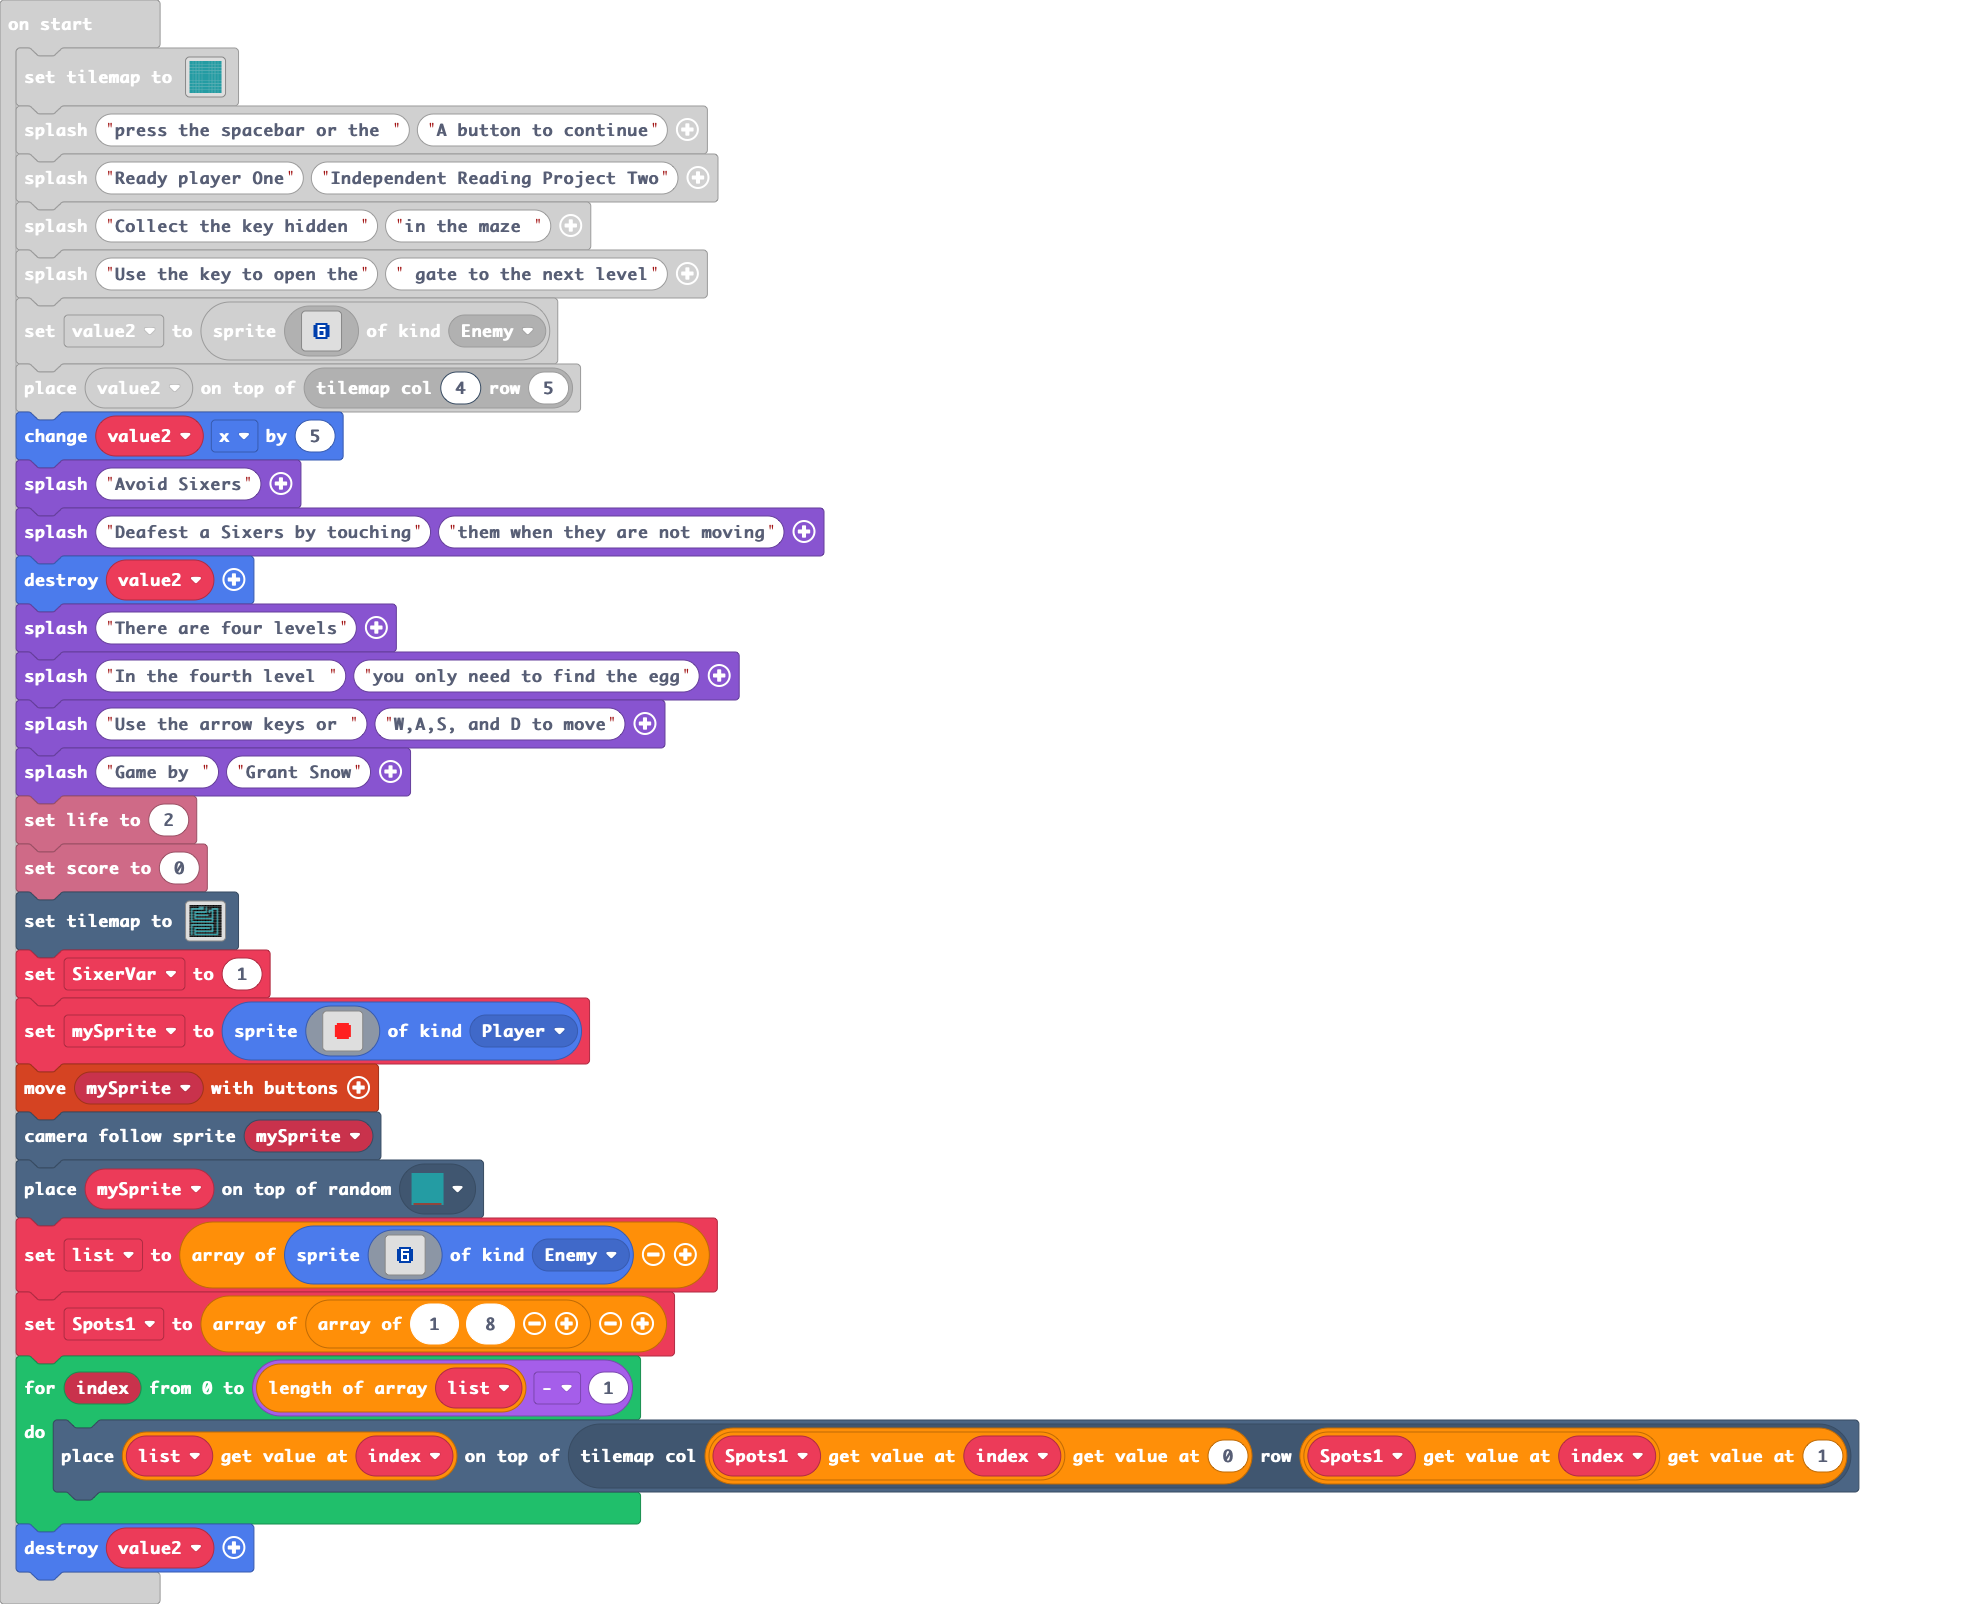 on start
set tilemap to
splash "press the spacebar or the " "A button to continue"
splash "Ready player One" "Independent Reading Project Two"
splash "Collect the key hidden " "in the maze "
splash "Use the key to open the" " gate to the next level"
set value2 to sprite 6 of kind Enemy
place value2 on top of tilemap col 4 row 5
change value2 x by 5
splash "Avoid Sixers"
splash "Deafest a Sixers by touching" "them when they are not moving"
destroy value2
splash "There are four levels"
splash "In the fourth level " "you only need to find the egg"
splash "Use the arrow keys or " "W,A,S, and D to move"
splash "Game by " "Grant Snow"
set life to 2
set score to 0
set tilemap to
set SixerVar to 1
set mySprite to sprite of kind Player
move mySprite with buttons
camera follow sprite mySprite
place mySprite on top of random
set list to array of sprite 6 of kind Enemy
set Spots1 to array of array of 1 8
for index from 0 to length of array list - 1
do
place list get value at index on top of tilemap col Spots1 get value at index get value at 0 row Spots1 get value at index get value at 1
destroy value2